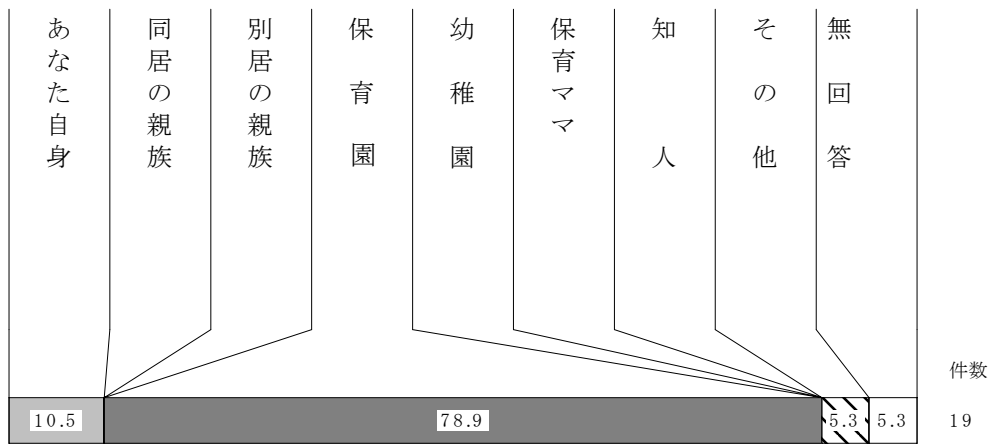 あなた自身
同居の親族
別居の親族
保育園
幼稚園
保育ママ
知人
その他
無回答
件数
10.5
78.9
5.3
5.3
19